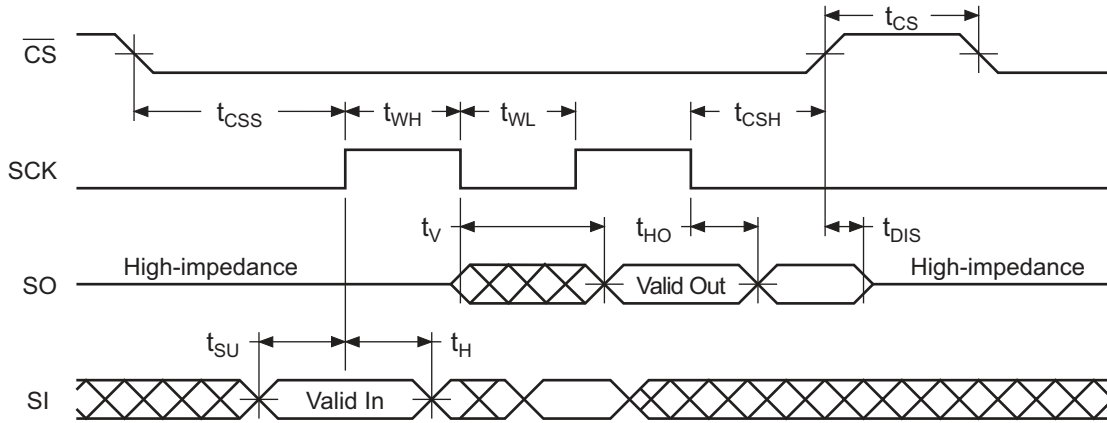 t_CS
C̅S̅
t_CSS t_WH t_WL t_CSH
SCK
t_V t_HO t_DIS
SO High-impedance Valid Out High-impedance
t_SU t_H
SI Valid In